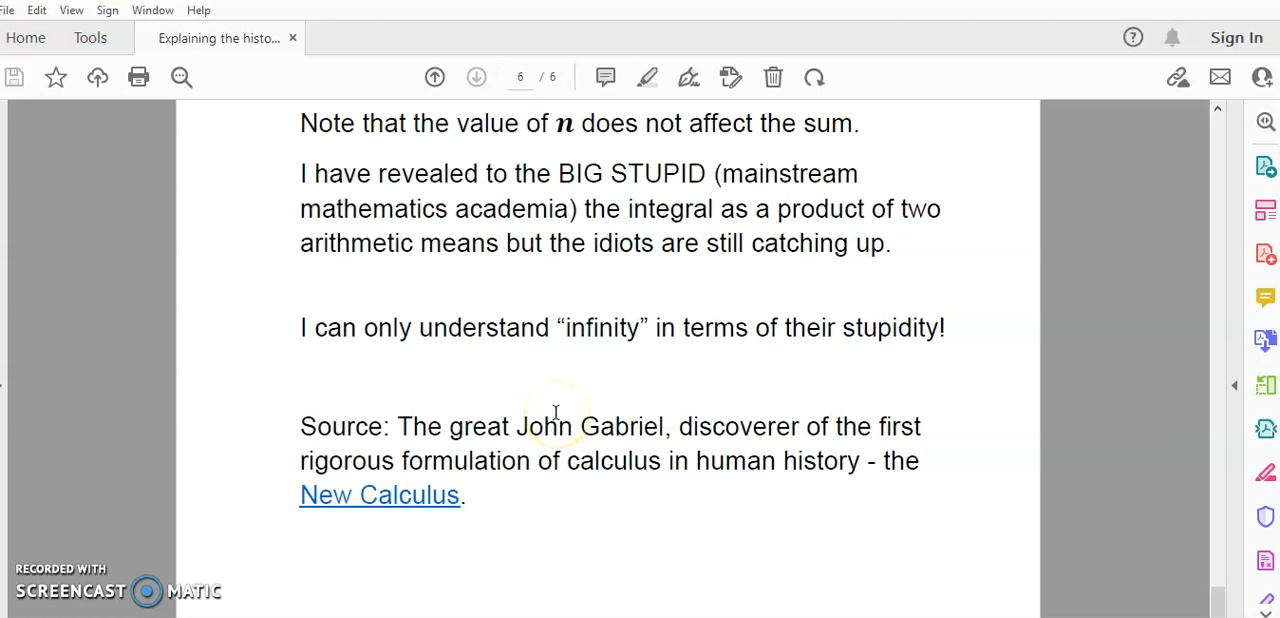 File Edit View Sign Window Help
Home Tools Explaining the histo... × ? Sign In
6 / 6
Note that the value of n does not affect the sum.
I have revealed to the BIG STUPID (mainstream
mathematics academia) the integral as a product of two
arithmetic means but the idiots are still catching up.
I can only understand “infinity” in terms of their stupidity!
Source: The great John Gabriel, discoverer of the first
rigorous formulation of calculus in human history - the
New Calculus.
RECORDED WITH
SCREENCAST MATIC